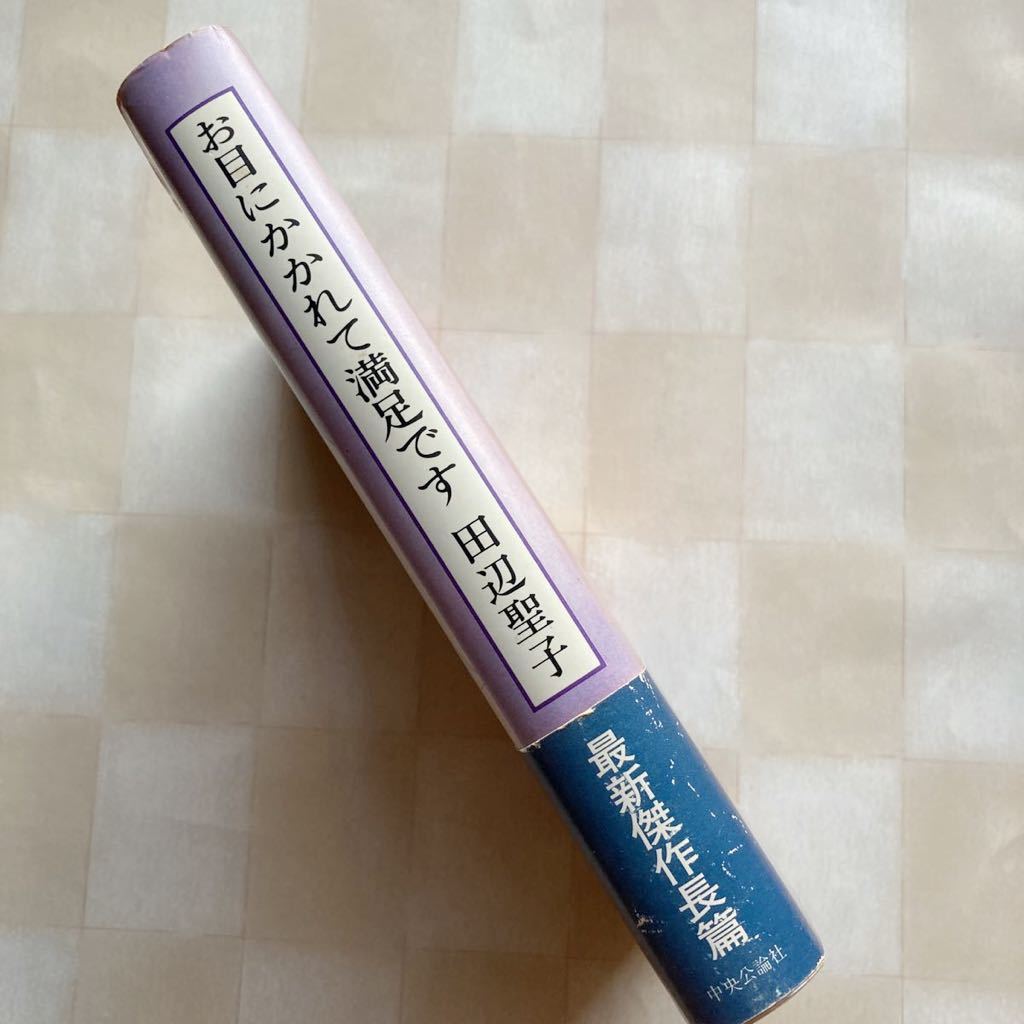 お目にかかれて満足です 田辺聖子
最新傑作長篇
中央公論社